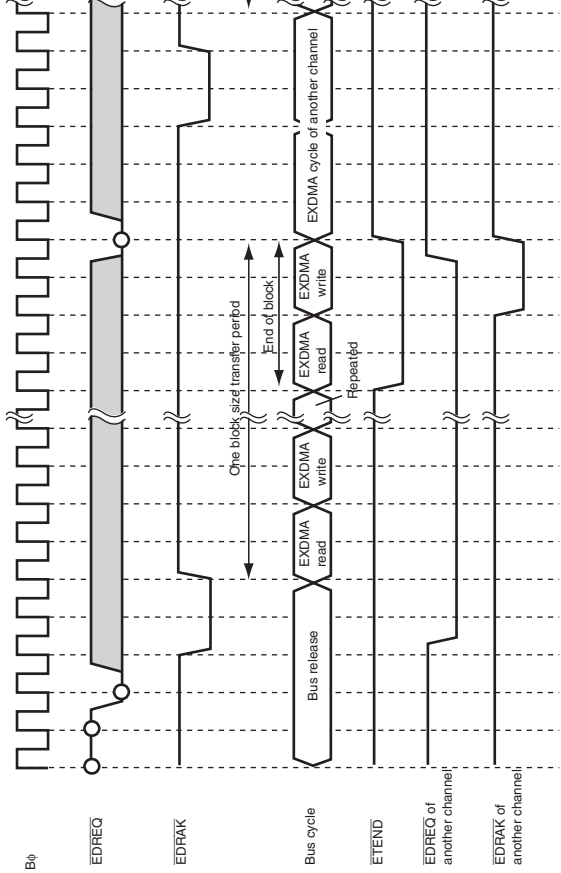 Bϕ
EDREQ
EDRAK
Bus cycle
ETEND
EDREQ of
another channel
EDRAK of
another channel
One block size transfer period
End of block
Bus release
EXDMA
read
EXDMA
write
Repeated
EXDMA
read
EXDMA
write
EXDMA cycle of another channel